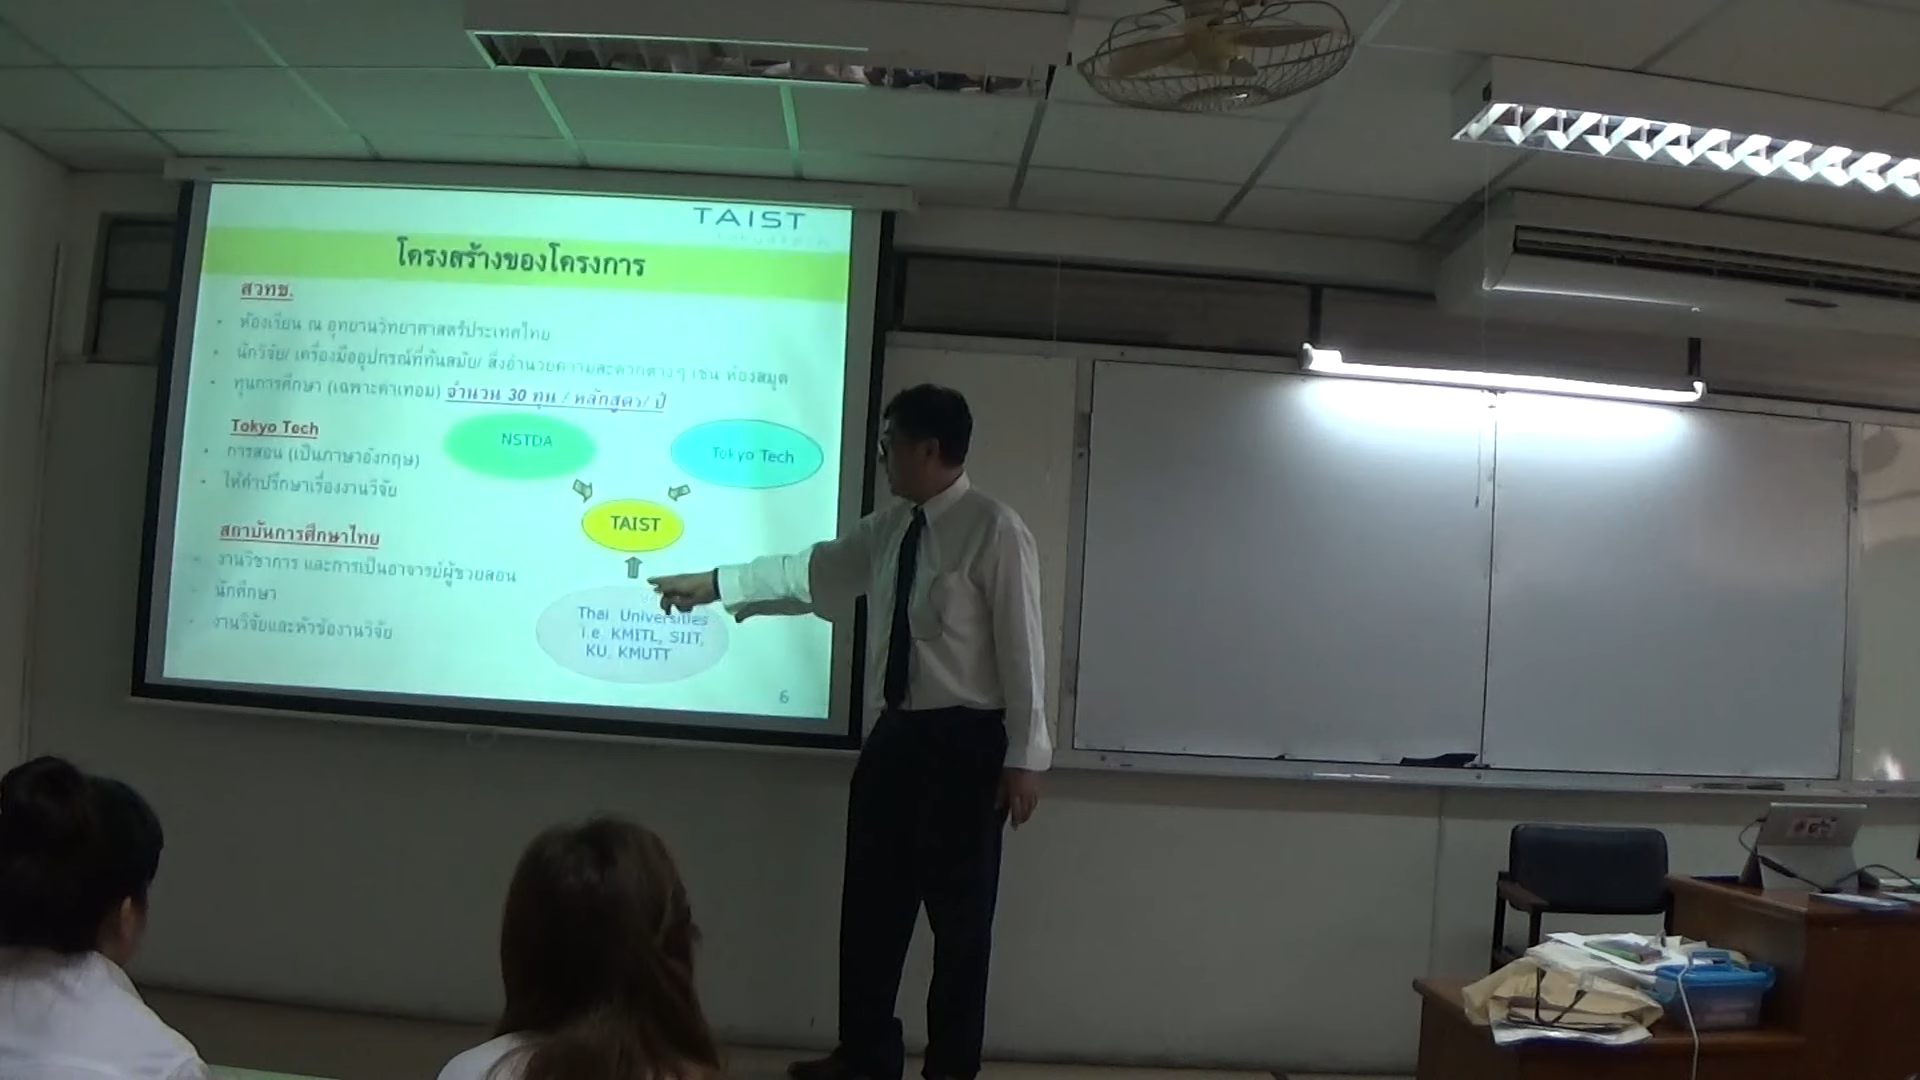 TAIST
โครงสร้างของโครงการ
สวทช.
ห้องเรียน ณ อุทยานวิทยาศาสตร์ประเทศไทย
นักวิจัย/ เครื่องมืออุปกรณ์ที่ทันสมัย/ สิ่งอำนวยความสะดวกต่างๆ เช่น ห้องสมุด
ทุนการศึกษา (เฉพาะค่าเทอม) จำนวน 30 ทุน / หลักสูตร/ ปี
Tokyo Tech
การสอน (เป็นภาษาอังกฤษ)
ให้คำปรึกษาเรื่องงานวิจัย
สถาบันการศึกษาไทย
งานวิชาการ และการเป็นอาจารย์ผู้ช่วยสอน
นักศึกษา
งานวิจัยและหัวข้องานวิจัย
NSTDA
Tokyo Tech
TAIST
Thai Universities
i.e. KMITL, SIIT,
KU, KMUTT
6